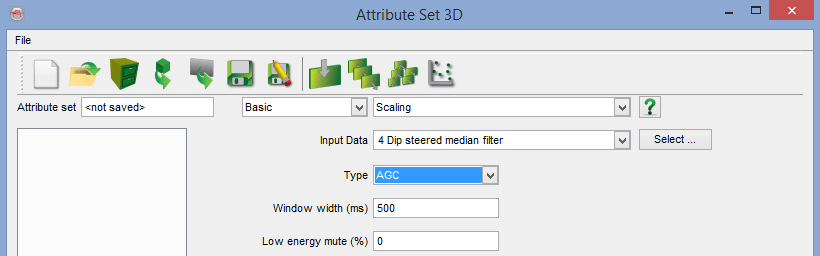 Attribute Set 3D
File
Attribute set <not saved> Basic Scaling
Input Data 4 Dip steered median filter Select ...
Type AGC
Window width (ms) 500
Low energy mute (%) 0